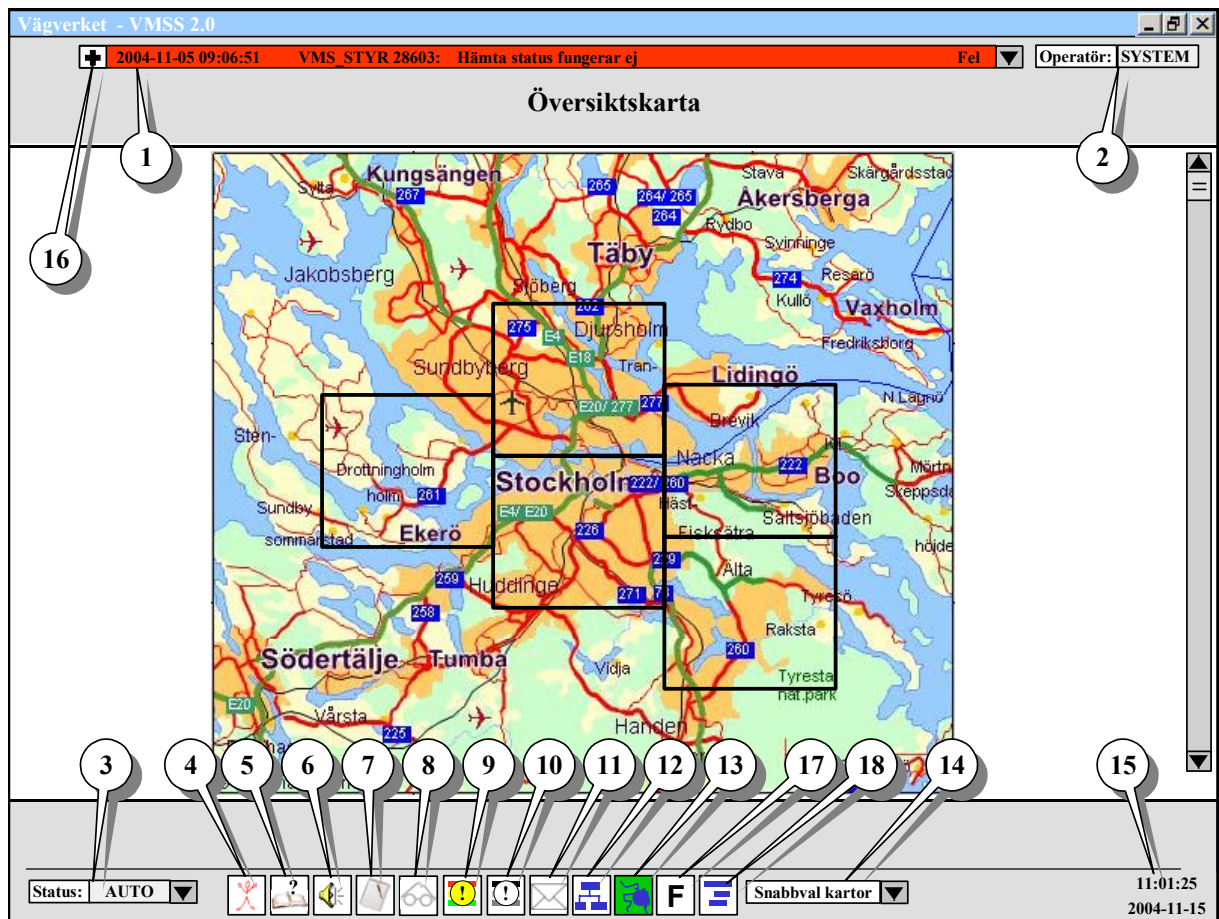 Vägverket - VMSS 2.0
2004-11-05 09:06:51 VMS_STYR 28603: Hämta status fungerar ej Fel
Operatör: SYSTEM
Översiktskarta
1
2
16
Kungsängen
Sylta
267
265
264/ 265
264
Stava
Skärgårdsstad
Åkersberga
Rydbo
Svinninge
Täby
Jakobsberg
Sjöberg
274
Resarö
Kullö
Vaxholm
262
Djursholm
275
E4
E18
Fredriksborg
Sundbyberg
Tran-
Lidingö
E20/ 277
277
Brevik
N Lagnö
Sten-
Drottningholm
holm
261
Nacka
222
Boo
Stockholm
222/ 260
Häst-
Skeppsda
Sundby
sommarstad
Ekerö
E4/ E20
226
Saltsjöbaden
Fisksätra
höjde
259
Huddinge
229
Älta
271
73
Tyresö
258
Raksta
260
Södertälje
Tumba
Vidja
Tyresta
nat.park
E20
Vårsta
225
Handen
3
4
5
6
7
8
9
10
11
12
13
17
18
14
15
Status: AUTO
?
!
!
F
Snabbval kartor
11:01:25
2004-11-15